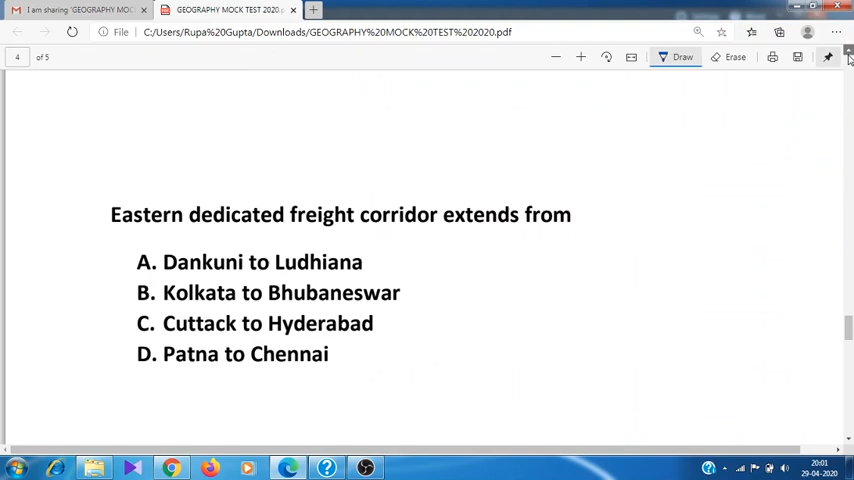 I am sharing 'GEOGRAPHY MOC
GEOGRAPHY MOCK TEST 2020.p
File
C:/Users/Rupa%20Gupta/Downloads/GEOGRAPHY%20MOCK%20TEST%202020.pdf
4 of 5
Draw
Erase
Eastern dedicated freight corridor extends from
A. Dankuni to Ludhiana
B. Kolkata to Bhubaneswar
C. Cuttack to Hyderabad
D. Patna to Chennai
20:01
29-04-2020